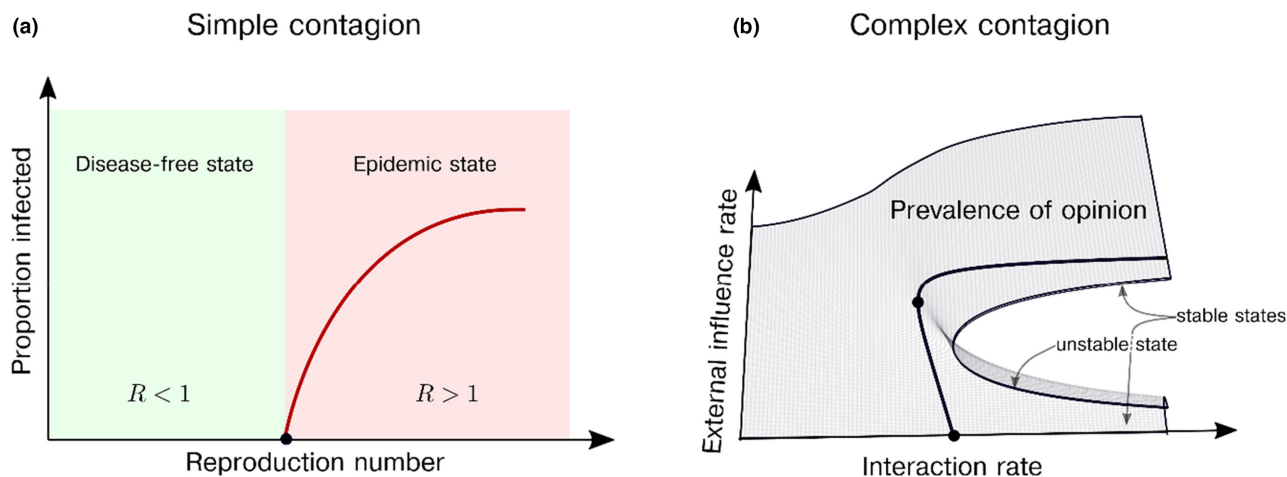 (a)
Simple contagion
Proportion infected
Disease-free state
Epidemic state
R < 1
R > 1
Reproduction number
(b)
Complex contagion
External influence rate
Prevalence of opinion
stable states
unstable state
Interaction rate